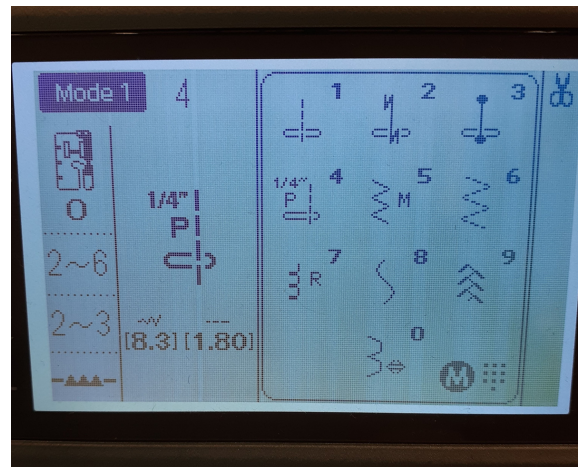 Mode 1 4
O
2~6
2~3
1/4"
P
[8.3] [1.80]
1 2 3
1/4" P 4 M 5 6
R 7 8 9
0
M